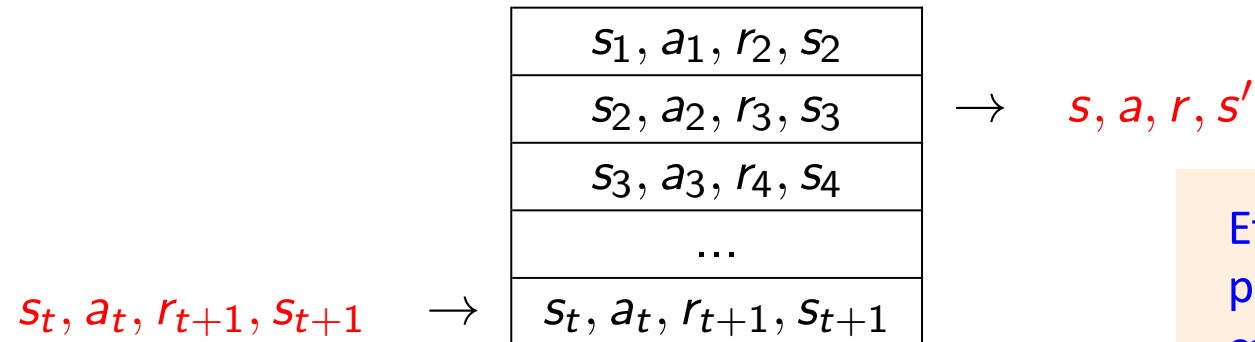 s₁, a₁, r₂, s₂
s₂, a₂, r₃, s₃
→ s, a, r, s′
s₃, a₃, r₄, s₄
...
sₜ, aₜ, rₜ₊₁, sₜ₊₁ → sₜ, aₜ, rₜ₊₁, sₜ₊₁